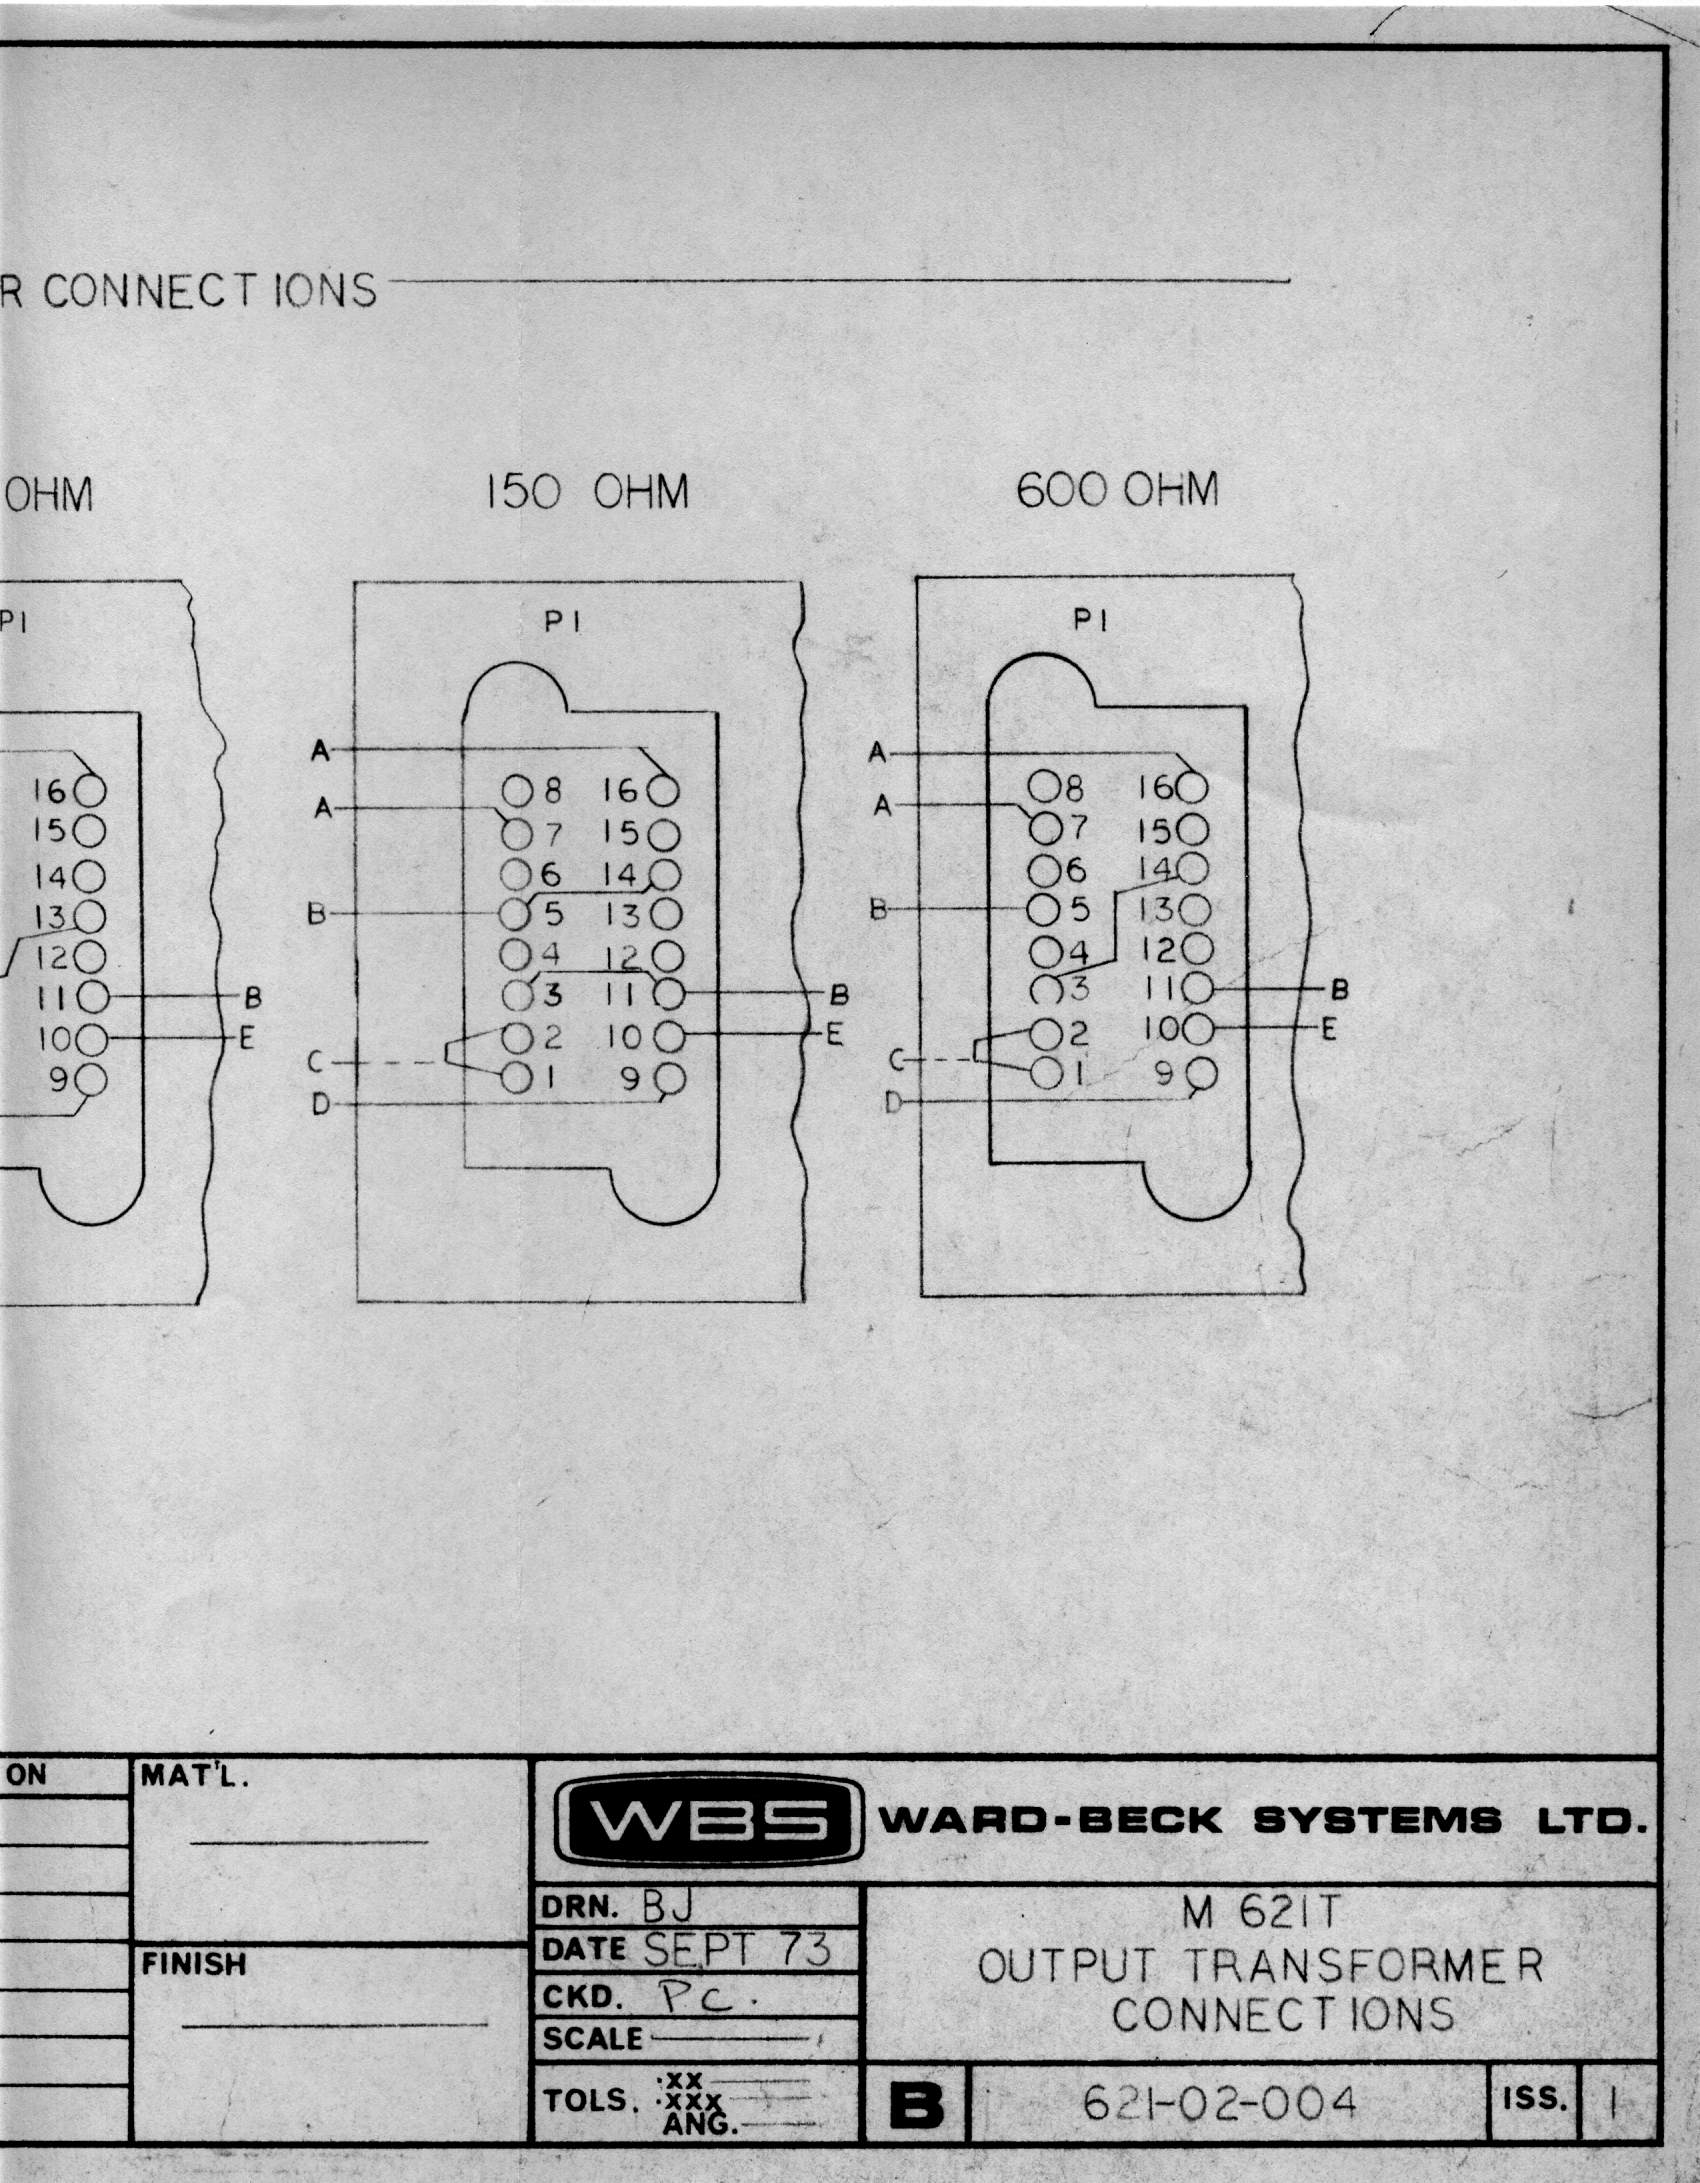 R CONNECTIONS
OHM
150 OHM
600 OHM
P1
P1
P1
16
15
14
13
12
11
10
9
B
E
A
A
B
C
D
8 16
7 15
6 14
5 13
4 12
3 11
2 10
1 9
B
E
A
A
B
C
D
8 16
7 15
6 14
5 13
4 12
3 11
2 10
1 9
B
E
ON
MAT'L.
FINISH
WBS WARD-BECK SYSTEMS LTD.
DRN. BJ
DATE SEPT 73
CKD. PC.
SCALE
TOLS. .XX
.XXX
ANG.
M 621T
OUTPUT TRANSFORMER
CONNECTIONS
B 621-02-004 ISS. 1